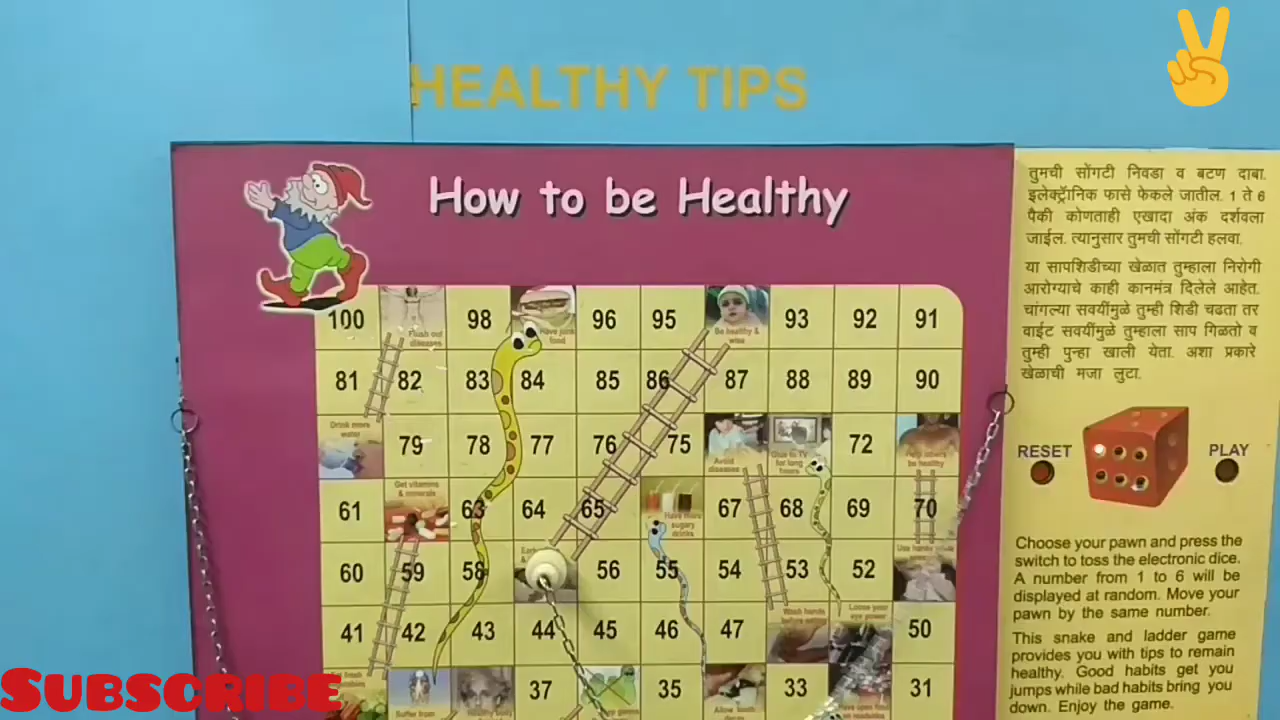 HEALTHY TIPS
How to be Healthy
100
Flush out
diseases
98
Have junk
food
96
95
Be healthy &
wise
93
92
91
81
82
83
84
85
86
87
88
89
90
Drink more
water
79
78
77
76
75
Avoid
diseases
Glue to TV
for long
hours
72
Help others
be healthy
61
Get vitamins
& minerals
63
64
65
Have more
sugary
drinks
67
68
69
70
60
59
58
56
55
54
53
52
41
42
43
44
45
46
47
Wash hands
before eating
Loose your
eye power
50
Suffer from
37
35
Allow tooth
decay
33
31
तुमची सोंगटी निवडा व बटण दाबा.
इलेक्ट्रॅानिक फासे फेकले जातील. 1 ते 6
पैकी कोणताही एखादा अंक दर्शवला
जाईल. त्यानुसार तुमची सोंगटी हलवा.
या सापशिडीच्या खेळात तुम्हाला निरोगी
आरोग्याचे काही कानमंत्र दिलेले आहेत.
चांगल्या सवयींमुळे तुम्ही शिडी चढता तर
वाईट सवयींमुळे तुम्हाला साप गिळतो व
तुम्ही पुन्हा खाली येता. अशा प्रकारे
खेळाची मजा लुटा.
RESET
PLAY
Choose your pawn and press the
switch to toss the electronic dice.
A number from 1 to 6 will be
displayed at random. Move your
pawn by the same number.
This snake and ladder game
provides you with tips to remain
healthy. Good habits get you
jumps while bad habits bring you
down. Enjoy the game.
SUBSCRIBE